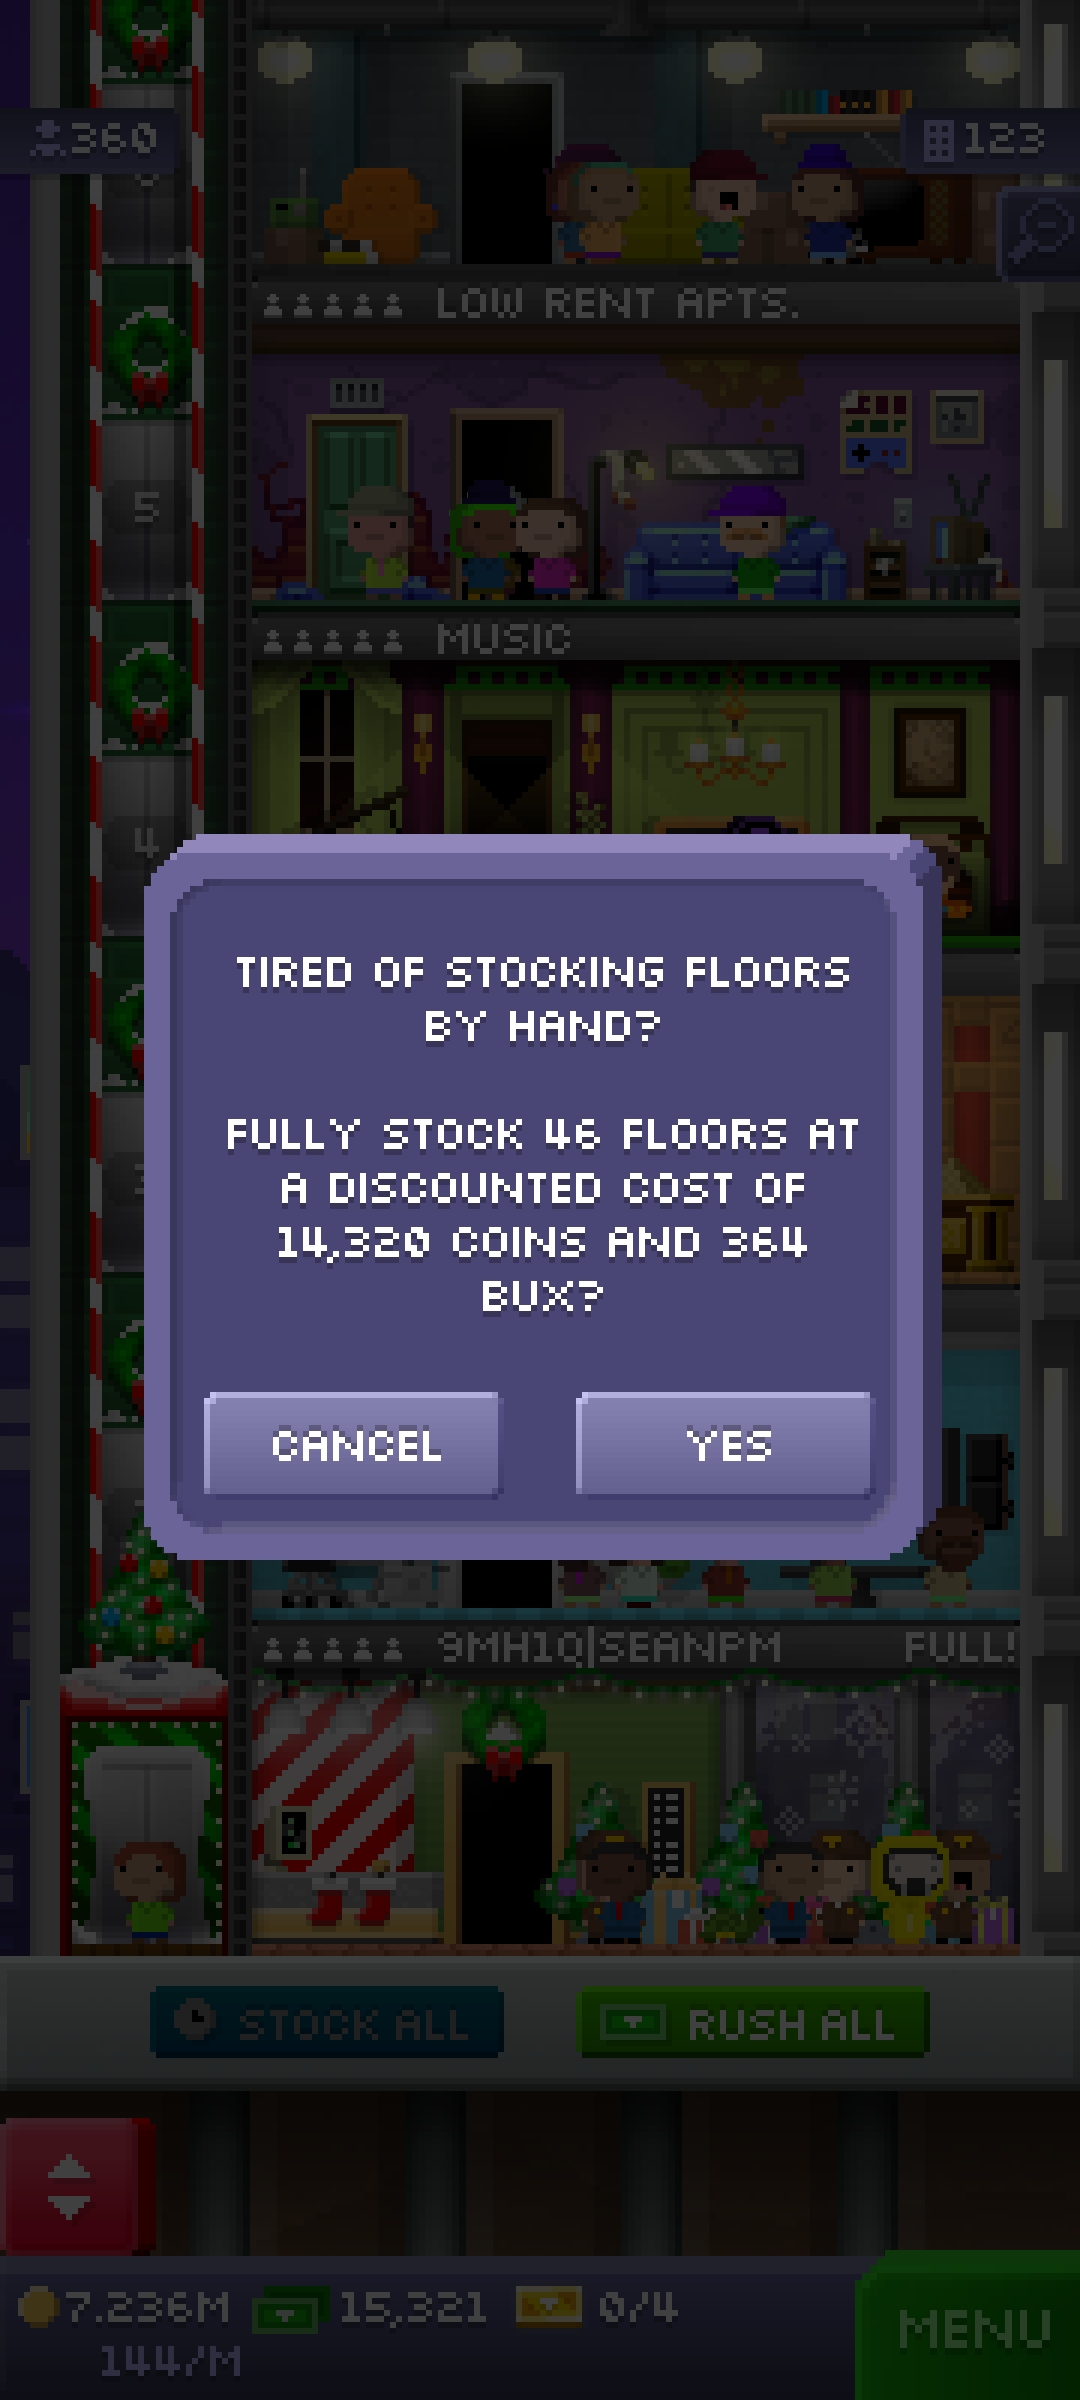 360
123
LOW RENT APTS.
5
MUSIC
4
TIRED OF STOCKING FLOORS
BY HAND?
FULLY STOCK 46 FLOORS AT
A DISCOUNTED COST OF
14,320 COINS AND 364
BUX?
CANCEL
YES
9MH1Q|SEANPM
FULL!
STOCK ALL
RUSH ALL
7.236M
15,321
0/4
144/M
MENU